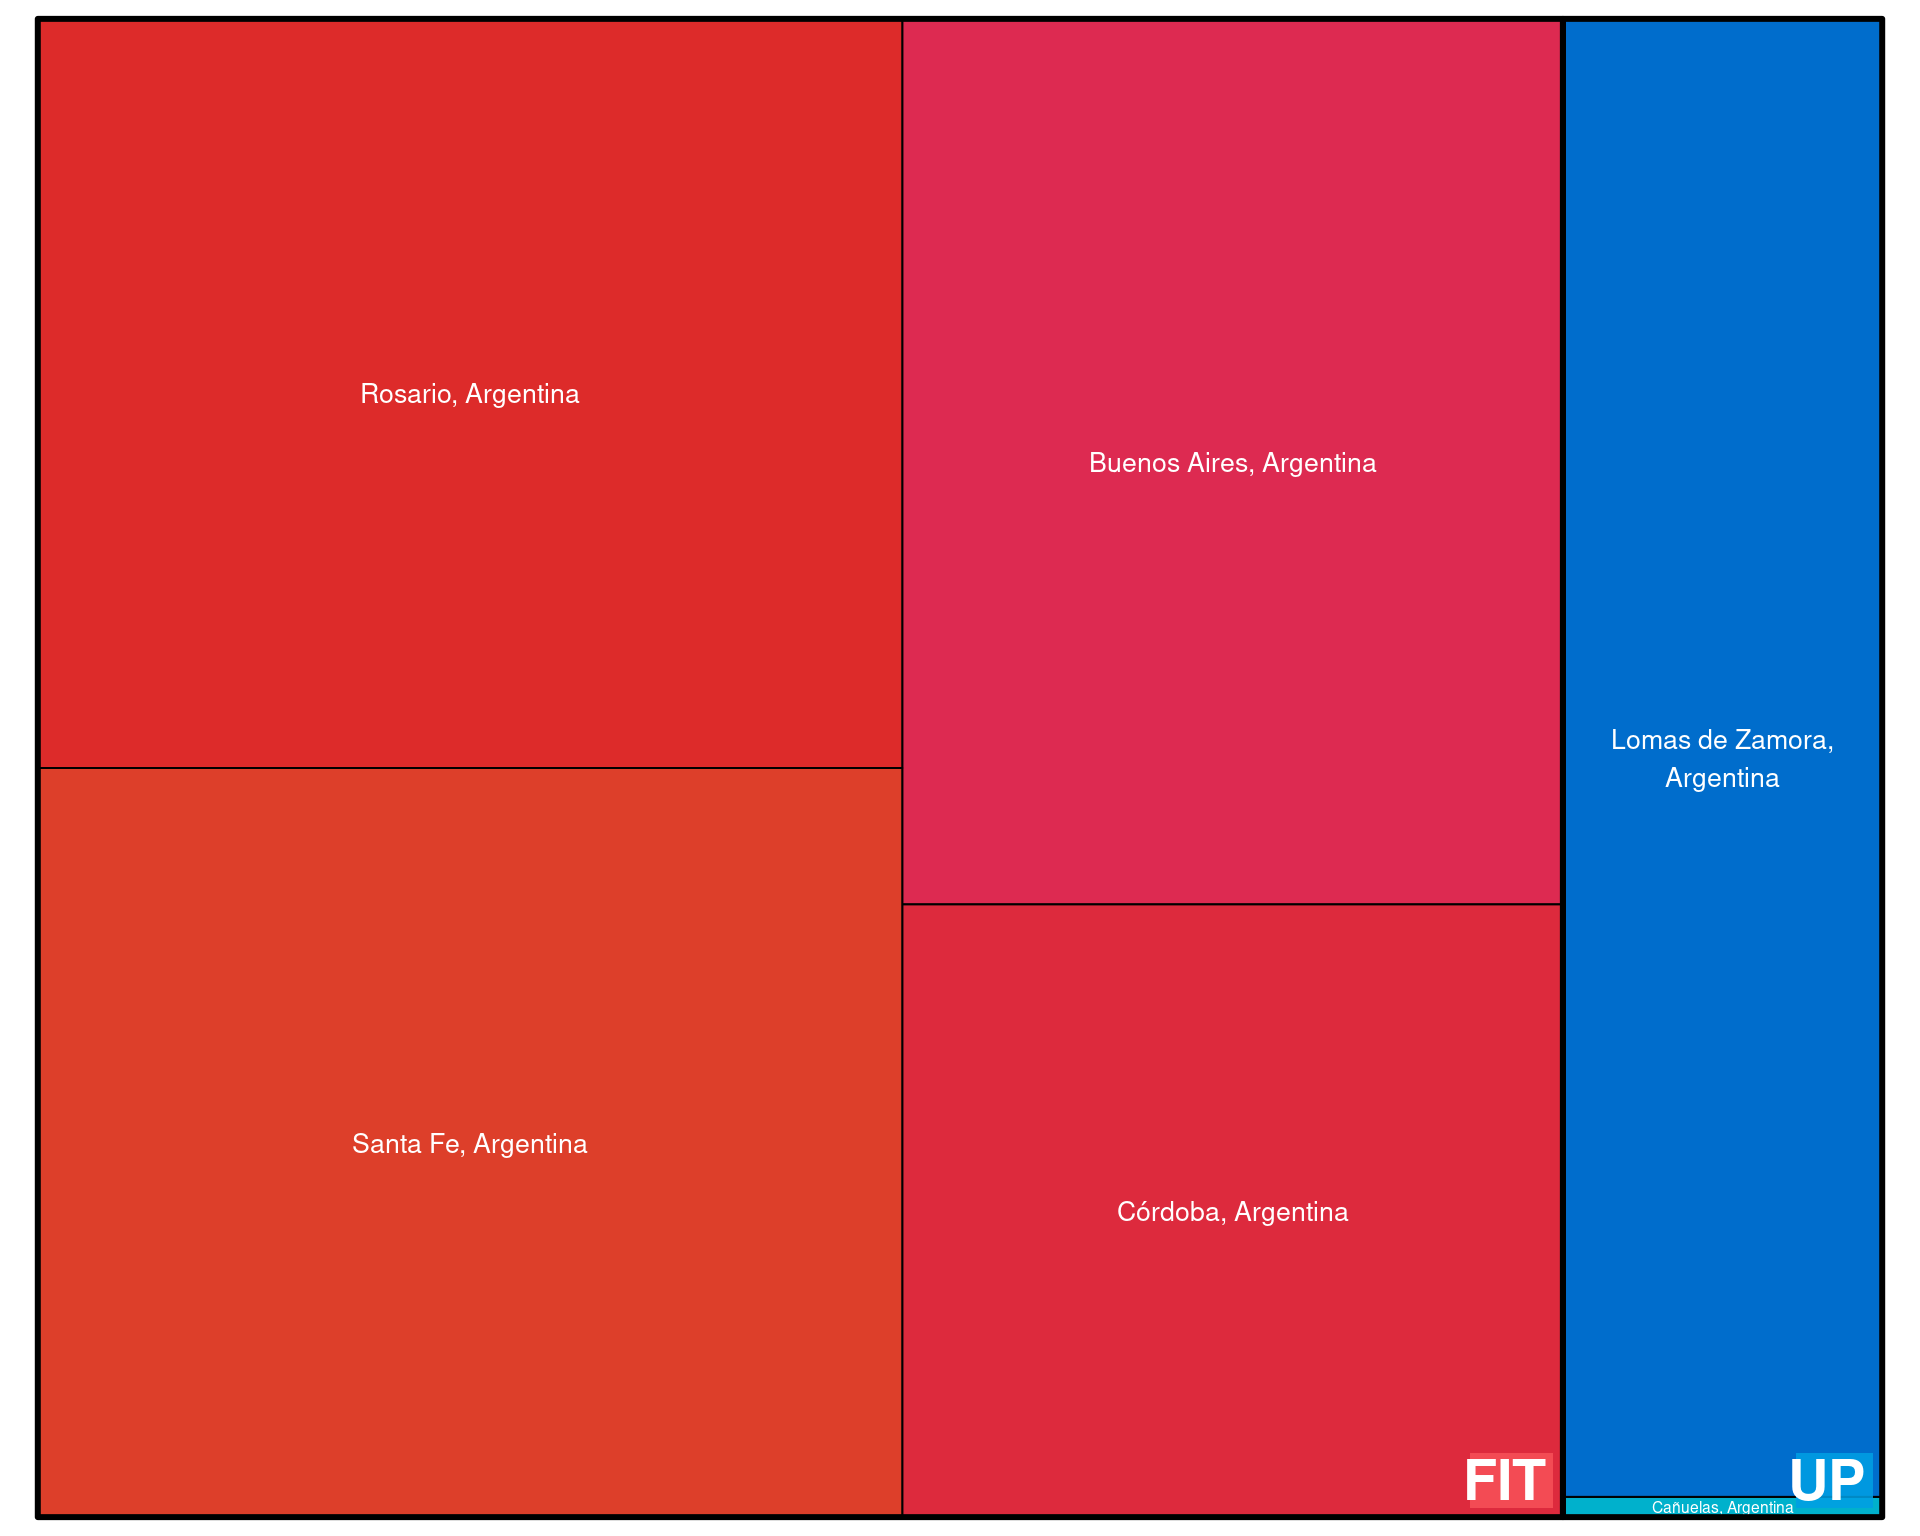 Rosario, Argentina
Santa Fe, Argentina
Buenos Aires, Argentina
Córdoba, Argentina
FIT
Lomas de Zamora,
Argentina
UP
Cañuelas, Argentina